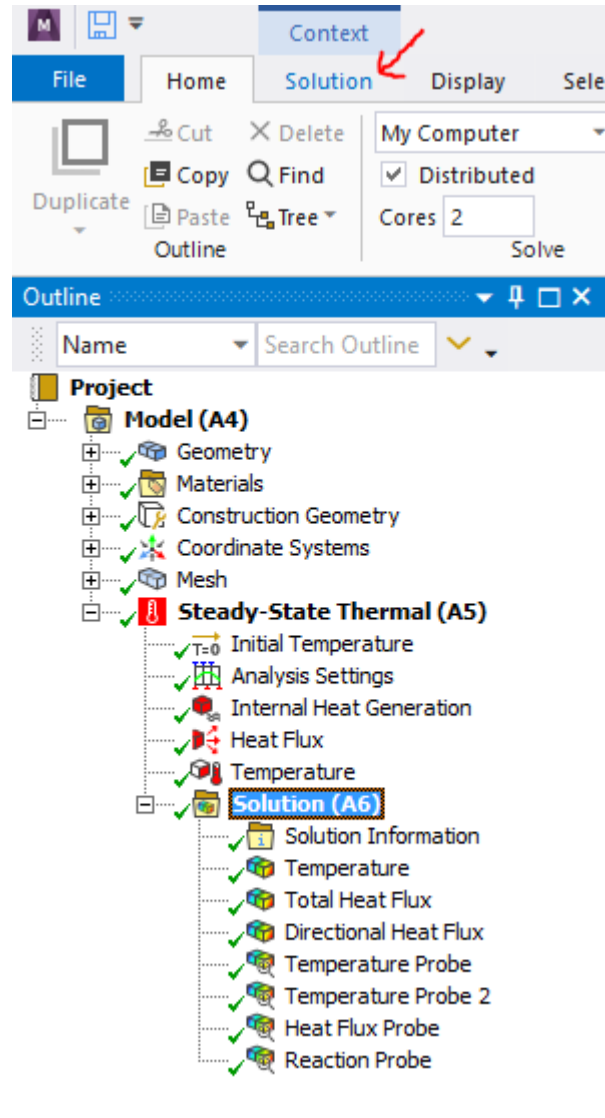 M
Context
File Home Solution Display Sele
Cut Delete My Computer
Copy Find Distributed
Duplicate Paste Tree Cores 2
Outline Solve
Outline
Name Search Outline
Project
Model (A4)
Geometry
Materials
Construction Geometry
Coordinate Systems
Mesh
Steady-State Thermal (A5)
T=0 Initial Temperature
Analysis Settings
Internal Heat Generation
Heat Flux
Temperature
Solution (A6)
i Solution Information
Temperature
Total Heat Flux
Directional Heat Flux
Temperature Probe
Temperature Probe 2
Heat Flux Probe
Reaction Probe